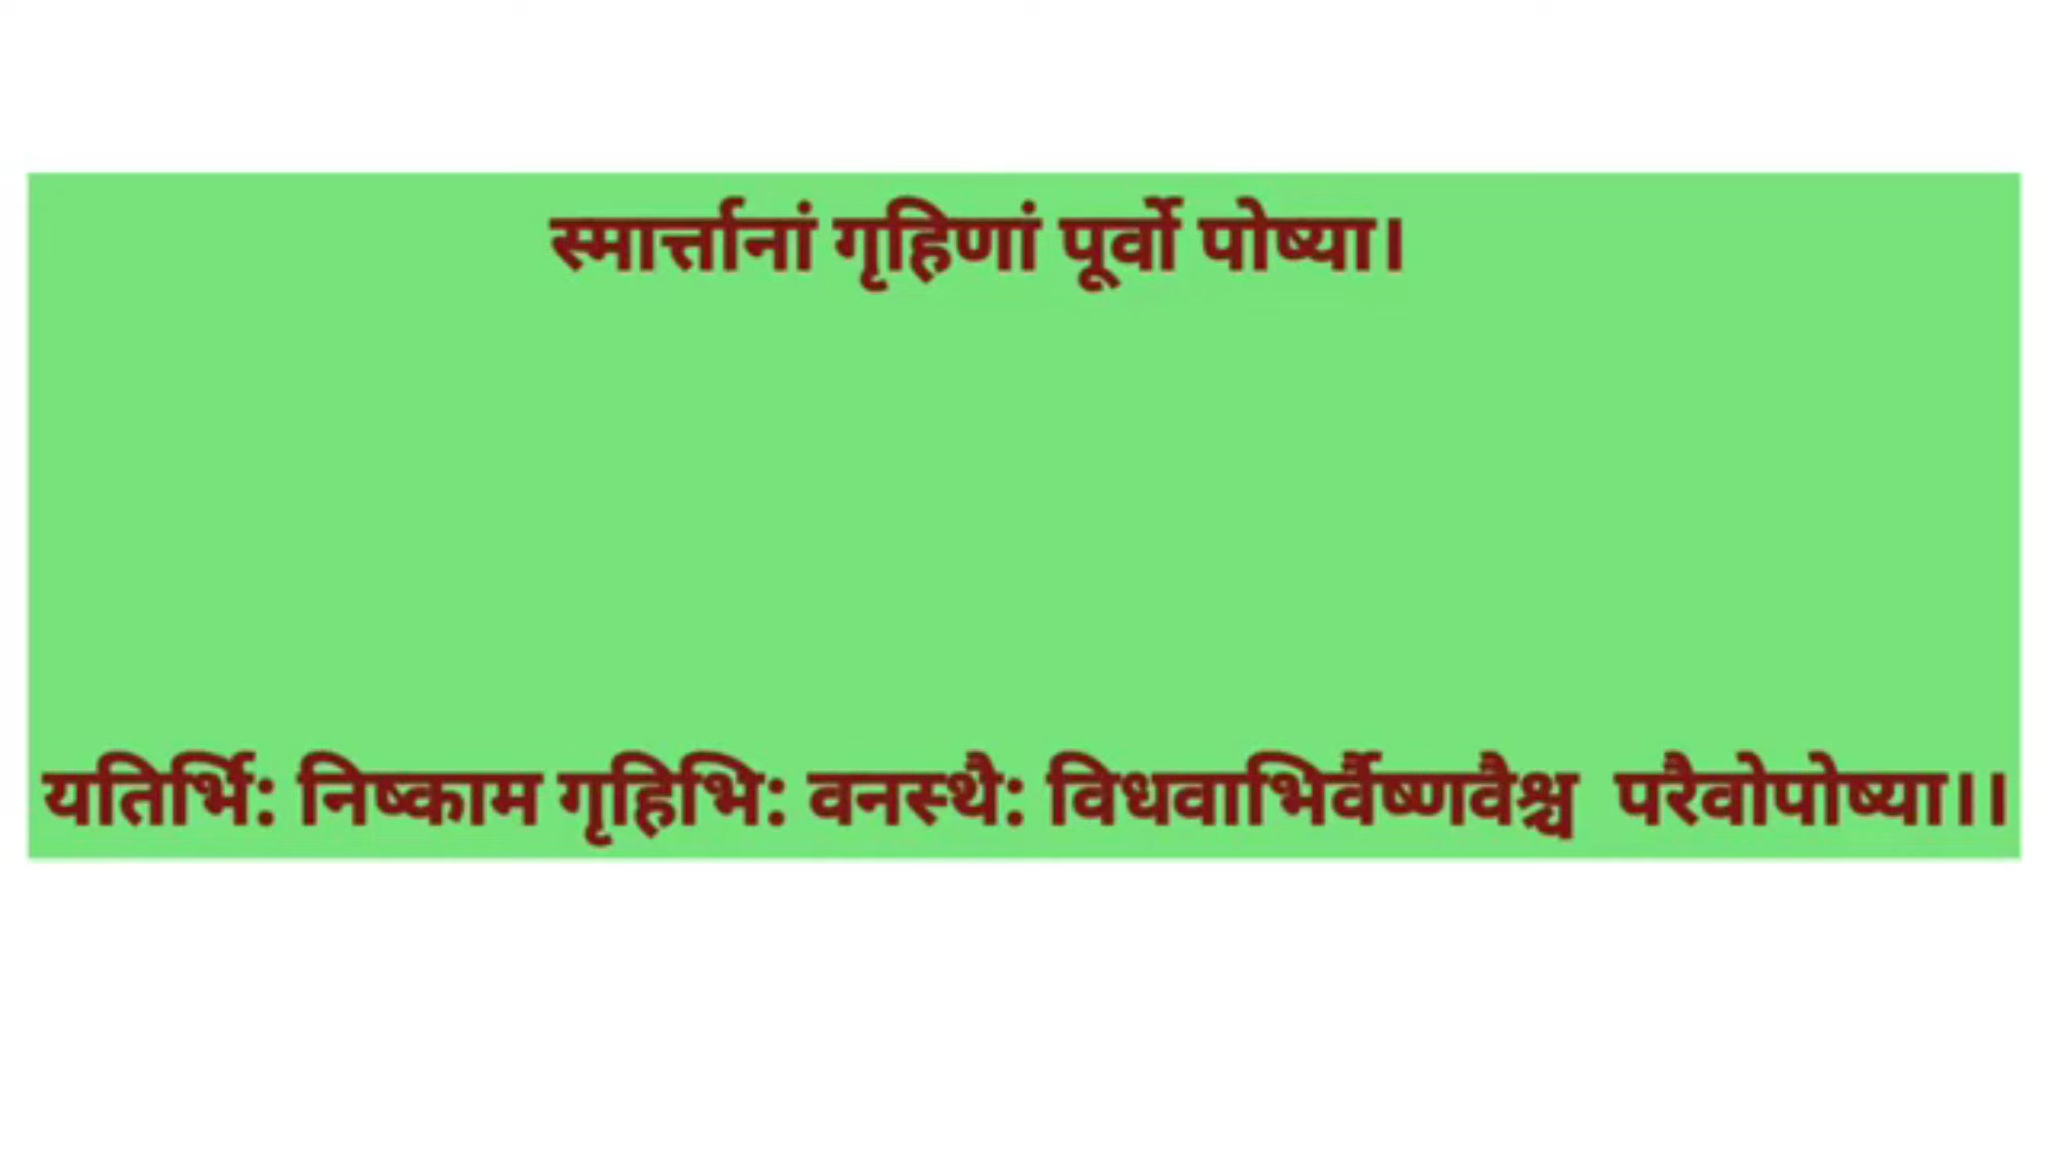 स्मार्त्तानां गृहिणां पूर्वो पोष्या।
यतिर्भि: निष्काम गृहिभि: वनस्थै: विधवाभिर्वैष्णवैश्च परैवोपोष्या।।